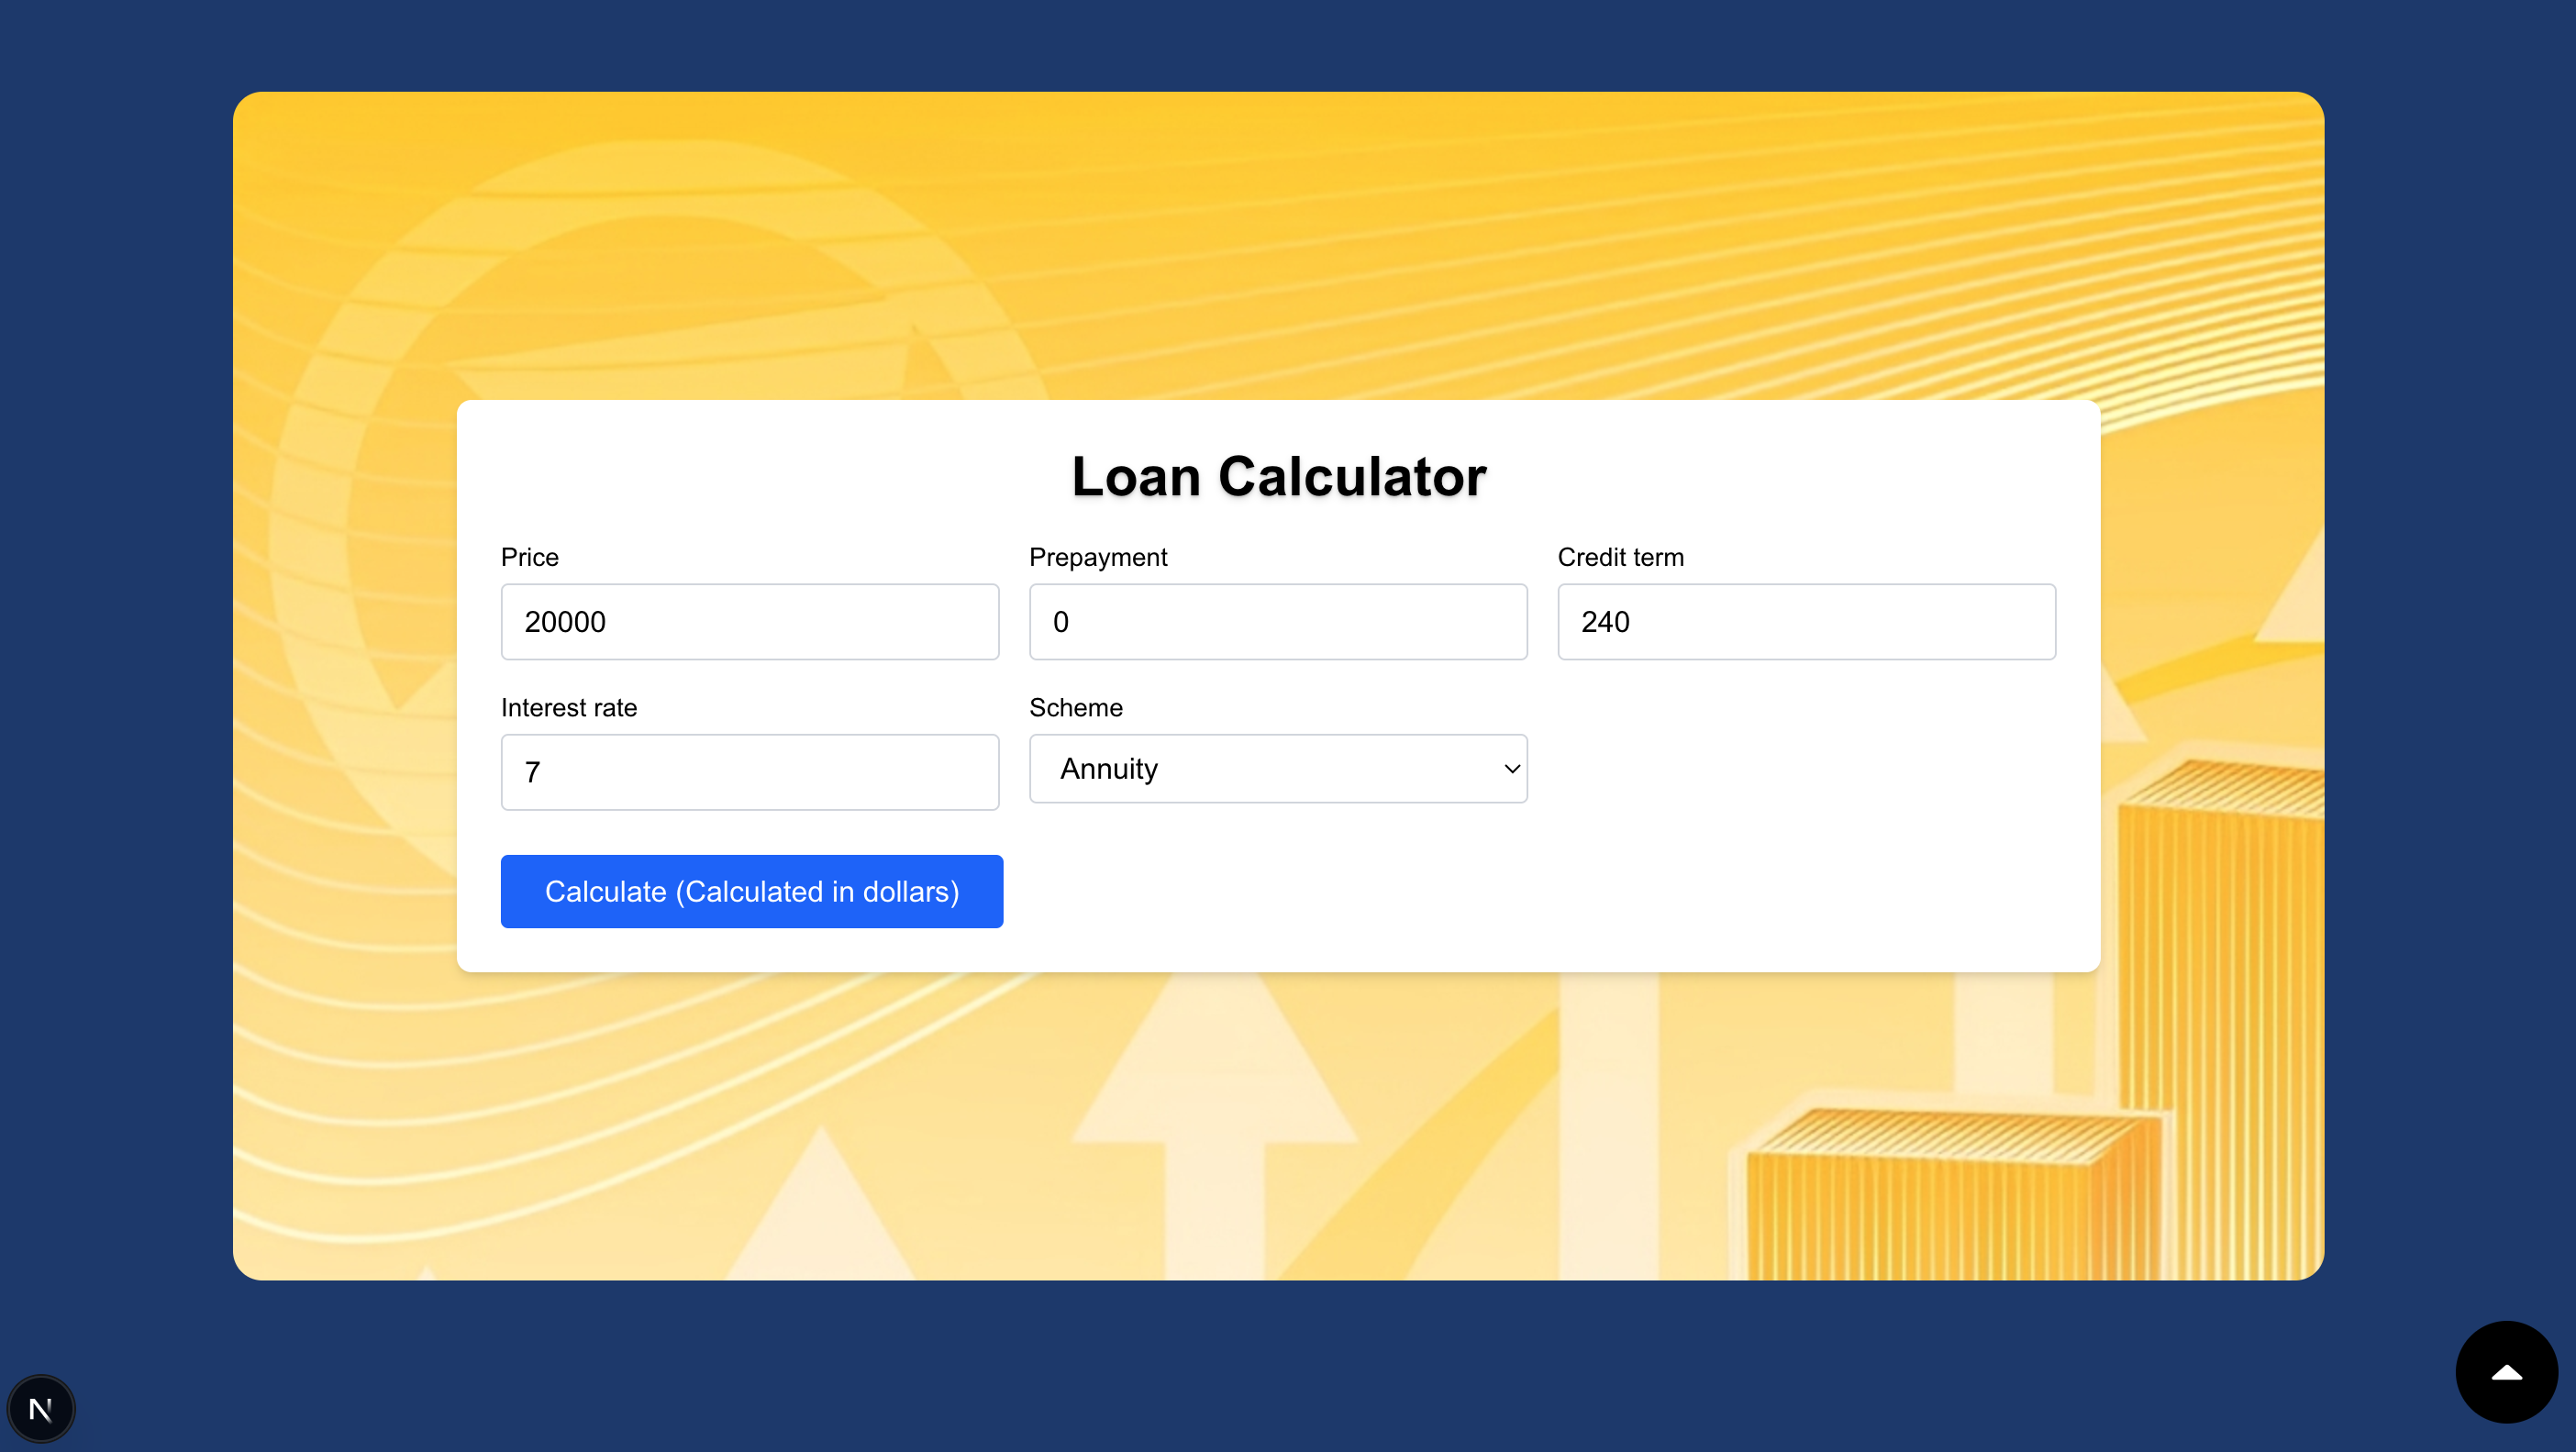 Loan Calculator
Price
Prepayment
Credit term
20000
0
240
Interest rate
Scheme
7
Annuity
Calculate (Calculated in dollars)
N